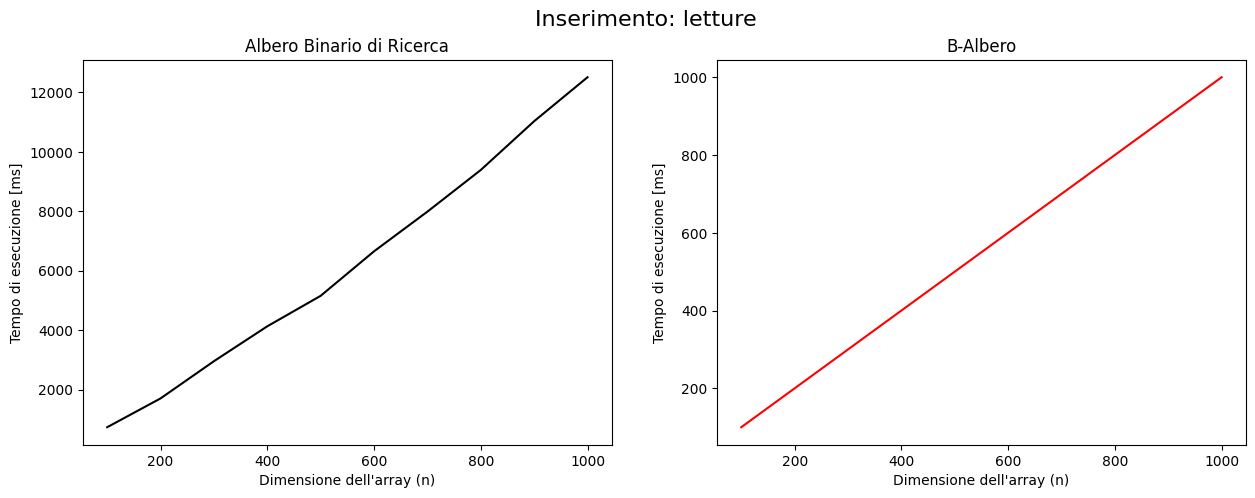 Inserimento: letture
Albero Binario di Ricerca
Tempo di esecuzione [ms]
12000
10000
8000
6000
4000
2000
200 400 600 800 1000
Dimensione dell'array (n)
B-Albero
Tempo di esecuzione [ms]
1000
800
600
400
200
200 400 600 800 1000
Dimensione dell'array (n)